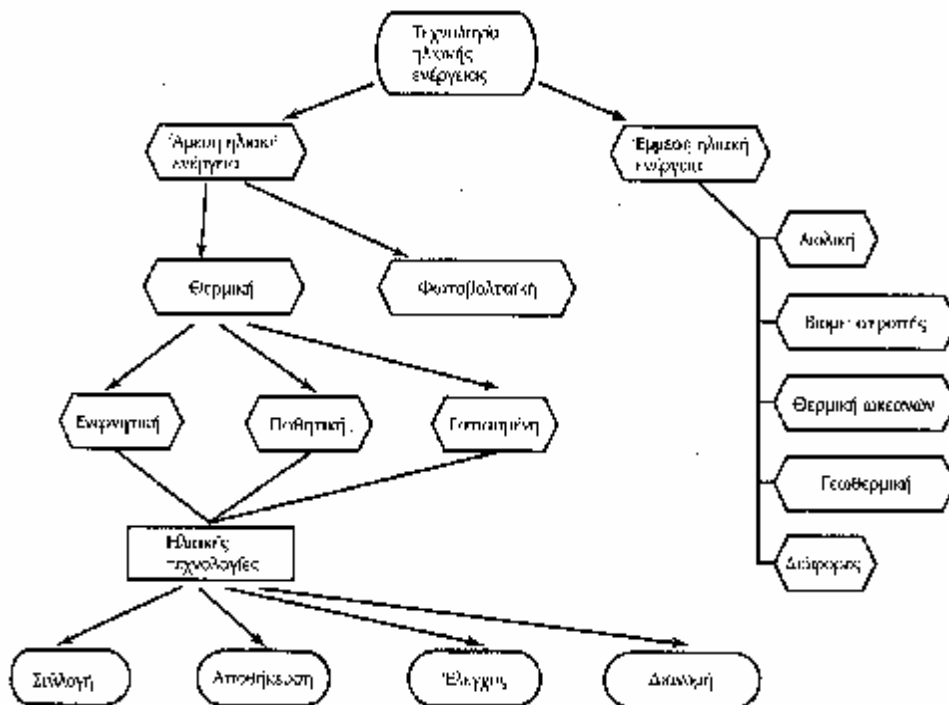 Τεχνολογία
ηλιακής
ενέργειας
Άμεση ηλιακή
ενέργεια
Έμμεση ηλιακή
ενέργεια
Αιολική
Θερμική
Φωτοβολταϊκή
Βιομετατροπές
Ενεργητική
Παθητική
Θερμική ωκεανών
Γεωθερμική
Ηλιακές
τεχνολογίες
Διάφορες
Συλλογή
Αποθήκευση
Έλεγχος
Διανομή